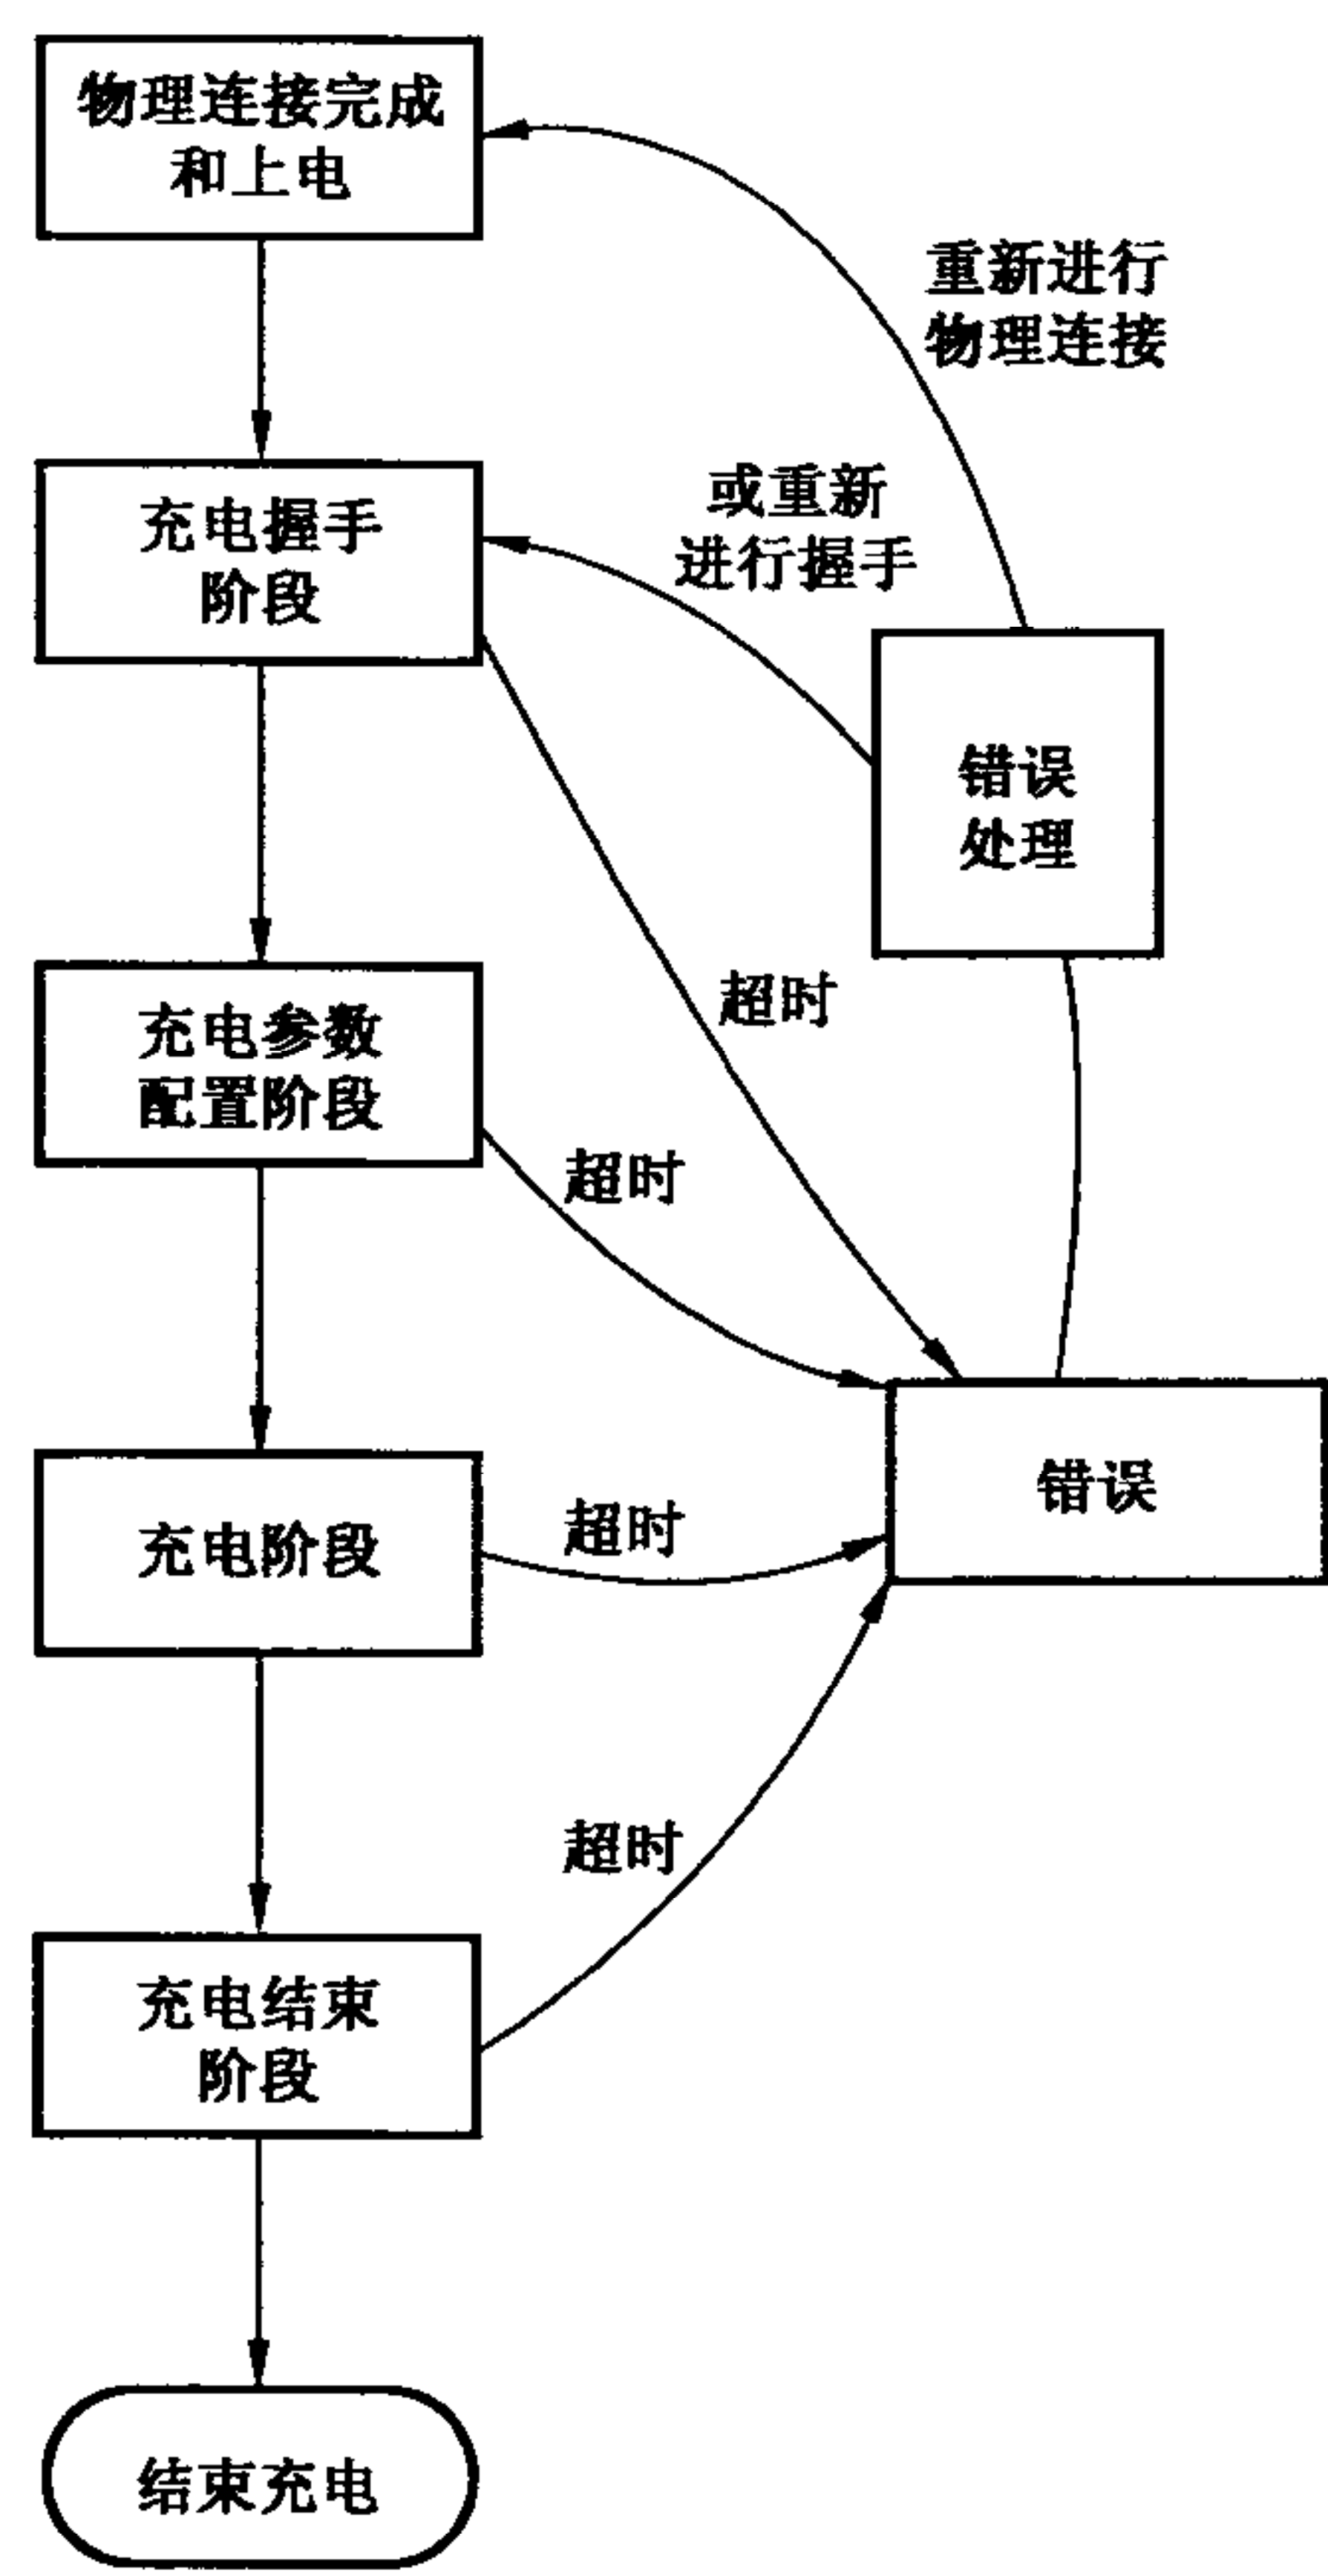 物理连接完成
和上电
重新进行
物理连接
充电握手
阶段
或重新
进行握手
错误
处理
超时
充电参数
配置阶段
超时
错误
充电阶段
超时
超时
充电结束
阶段
结束充电